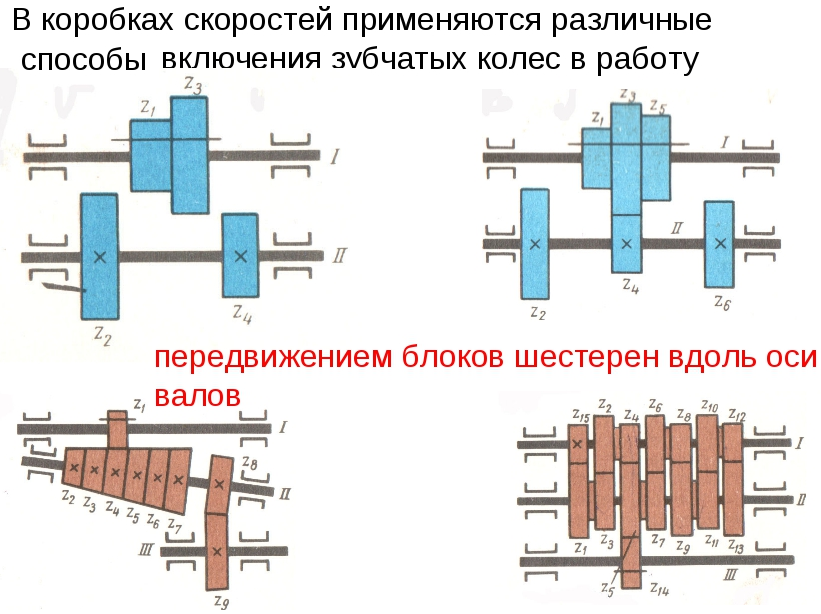 В коробках скоростей применяются различные
способы включения зубчатых колес в работу
z1 z3
I
II
z2 z4
z1 z3 z5
I
II
z2 z4 z6
передвижением блоков шестерен вдоль оси
валов
z1
I
z8
II
z2 z3 z4 z5 z6 z7
III
z9
z15 z2 z4 z6 z8 z10 z12
I
II
z1 z3 z7 z9 z11 z13
III
z5 z14